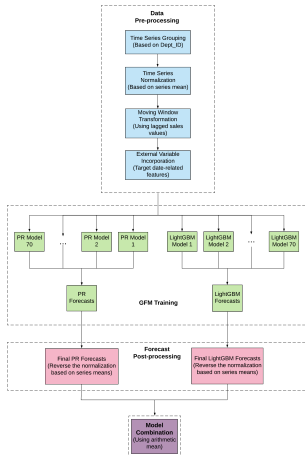 Data
Pre-processing
Time Series Grouping
(Based on Dept_ID)
Time Series
Normalization
(Based on series mean)
Moving Window
Transformation
(Using lagged sales
values)
External Variable
Incorporation
(Target date-related
features)
PR Model
70
...
PR Model
2
PR Model
1
LightGBM
Model 1
LightGBM
Model 2
...
LightGBM
Model 70
PR
Forecasts
LightGBM
Forecasts
GFM Training
Forecast
Post-processing
Final PR Forecasts
(Reverse the normalization
based on series means)
Final LightGBM Forecasts
(Reverse the normalization
based on series means)
Model
Combination
(Using arithmetic
mean)